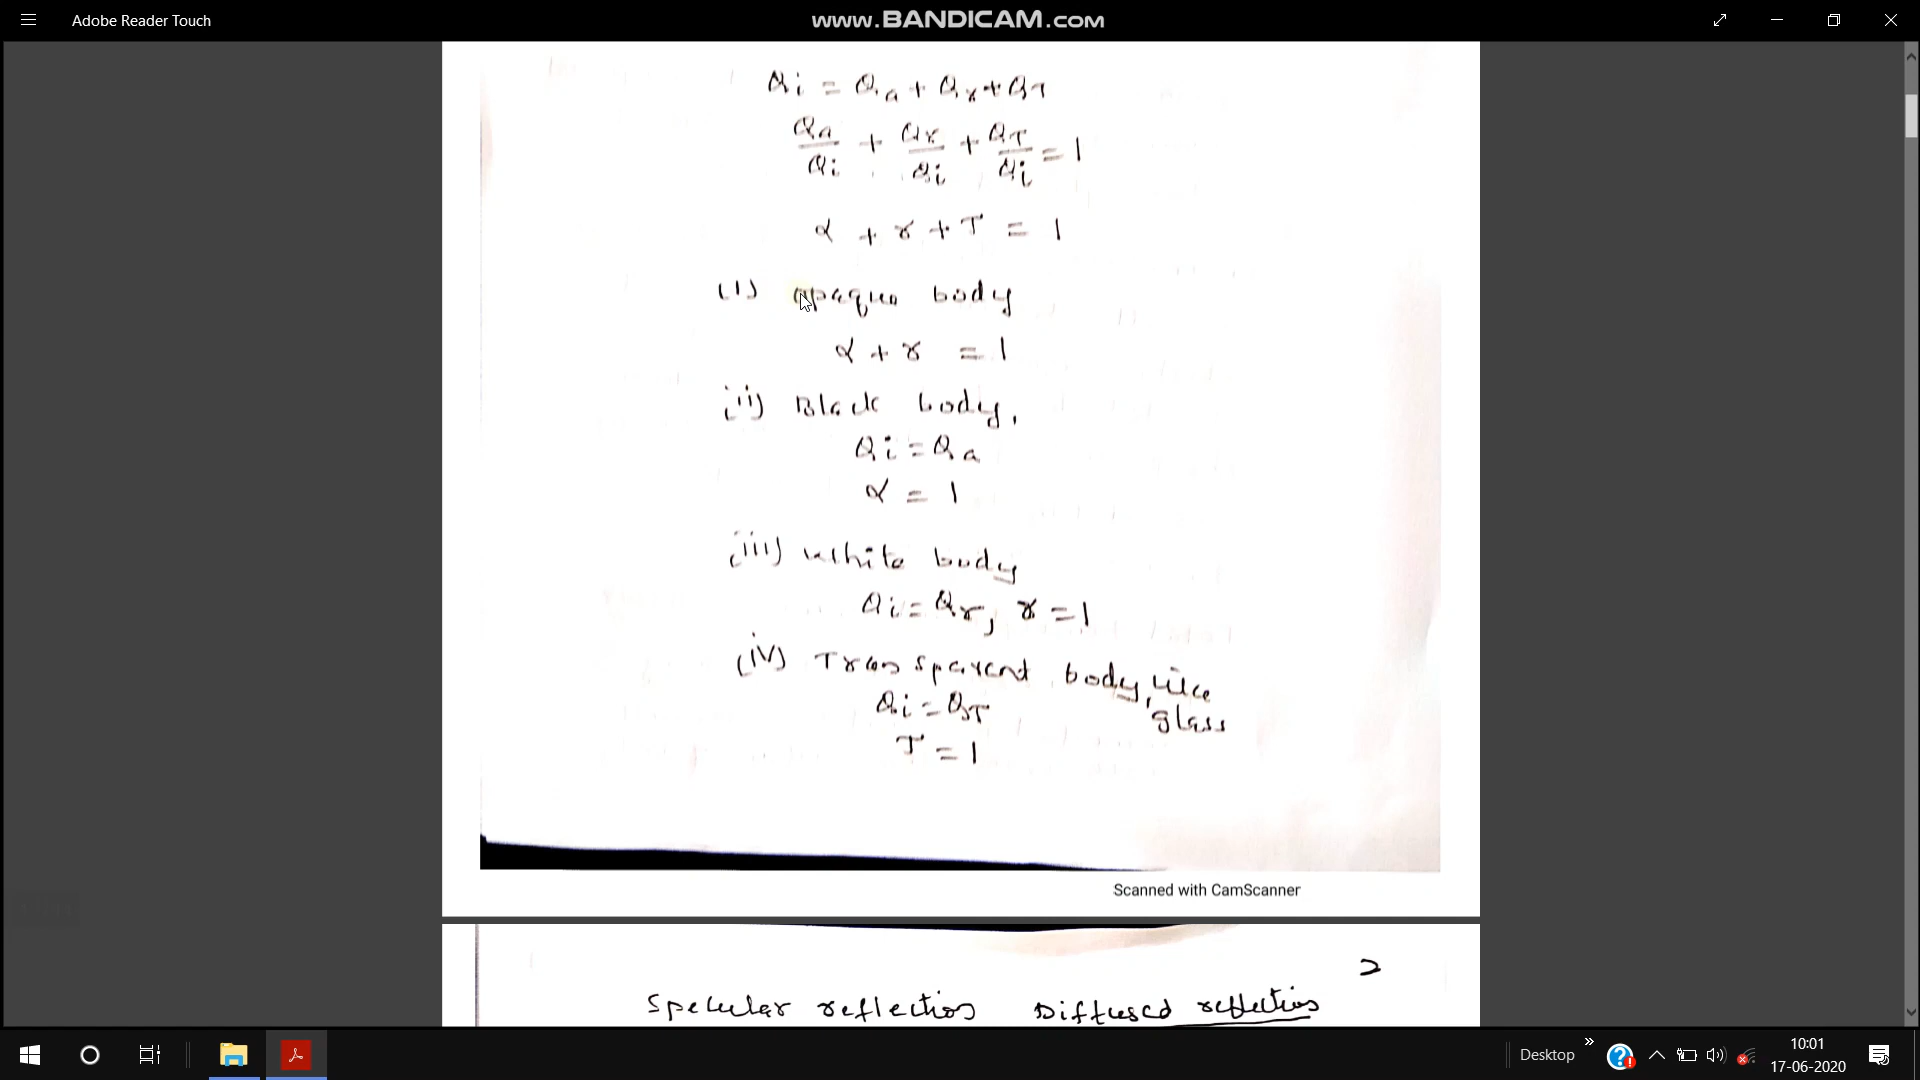 Adobe Reader Touch
www.BANDICAM.com
Qi = Qa + Qr + QT
Qa/Qi + Qr/Qi + QT/Qi = 1
α + r + T = 1
(i) opaque body
α + r = 1
(ii) Black body,
Qi = Qa
α = 1
(iii) White body
Qi = Qr, r = 1
(iv) Transparent body, like
glass
Qi = QT
T = 1
Scanned with CamScanner
2
Specular reflection Diffused reflection
Desktop
10:01
17-06-2020